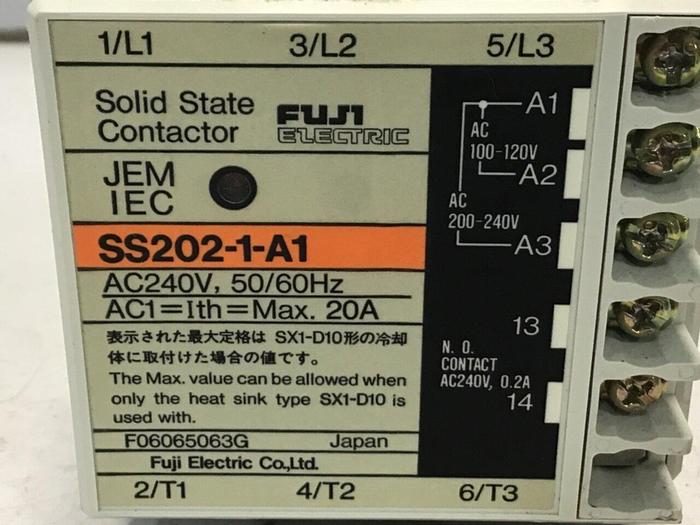 1/L1 3/L2 5/L3
Solid State
Contactor
FUJI
ELECTRIC
JEM
IEC
SS202-1-A1
AC240V, 50/60Hz
AC1=Ith=Max. 20A
表示された最大定格は SX1-D10形の冷却
体に取付けた場合の値です。
The Max. value can be allowed when
only the heat sink type SX1-D10 is
used with.
F06065063G Japan
Fuji Electric Co.,Ltd.
A1
AC
100-120V
A2
AC
200-240V
A3
13
N. O.
CONTACT
AC240V, 0.2A
14
2/T1 4/T2 6/T3